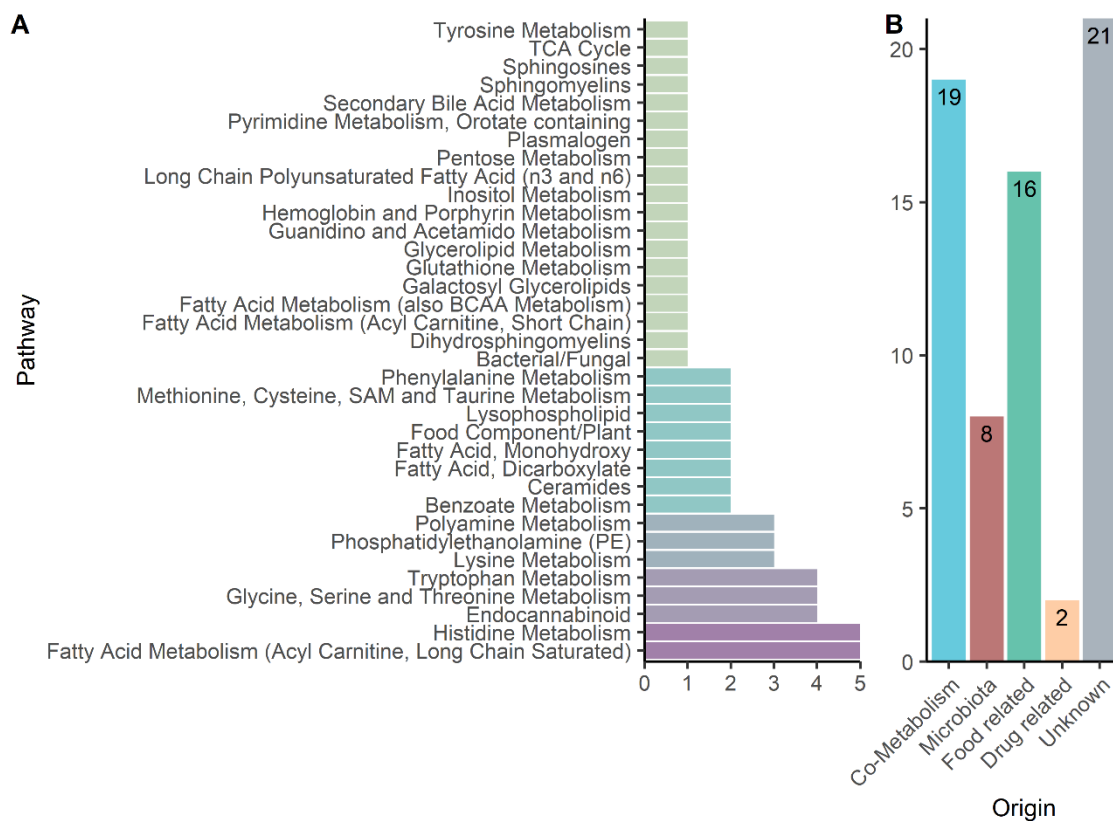 A
Pathway
Tyrosine Metabolism
TCA Cycle
Sphingosines
Sphingomyelins
Secondary Bile Acid Metabolism
Pyrimidine Metabolism, Orotate containing
Plasmalogen
Pentose Metabolism
Long Chain Polyunsaturated Fatty Acid (n3 and n6)
Inositol Metabolism
Hemoglobin and Porphyrin Metabolism
Guanidino and Acetamido Metabolism
Glycerolipid Metabolism
Glutathione Metabolism
Galactosyl Glycerolipids
Fatty Acid Metabolism (also BCAA Metabolism)
Fatty Acid Metabolism (Acyl Carnitine, Short Chain)
Dihydrosphingomyelins
Bacterial/Fungal
Phenylalanine Metabolism
Methionine, Cysteine, SAM and Taurine Metabolism
Lysophospholipid
Food Component/Plant
Fatty Acid, Monohydroxy
Fatty Acid, Dicarboxylate
Ceramides
Benzoate Metabolism
Polyamine Metabolism
Phosphatidylethanolamine (PE)
Lysine Metabolism
Tryptophan Metabolism
Glycine, Serine and Threonine Metabolism
Endocannabinoid
Histidine Metabolism
Fatty Acid Metabolism (Acyl Carnitine, Long Chain Saturated)
0 1 2 3 4 5
B
20
15
10
5
0
19
8
16
2
21
Co-Metabolism
Microbiota
Food related
Drug related
Unknown
Origin